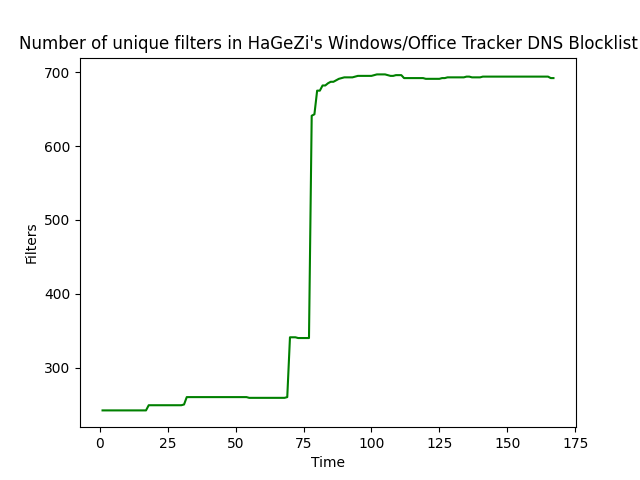 Number of unique filters in HaGeZi's Windows/Office Tracker DNS Blocklist
700
600
500
400
300
Filters
0 25 50 75 100 125 150 175
Time